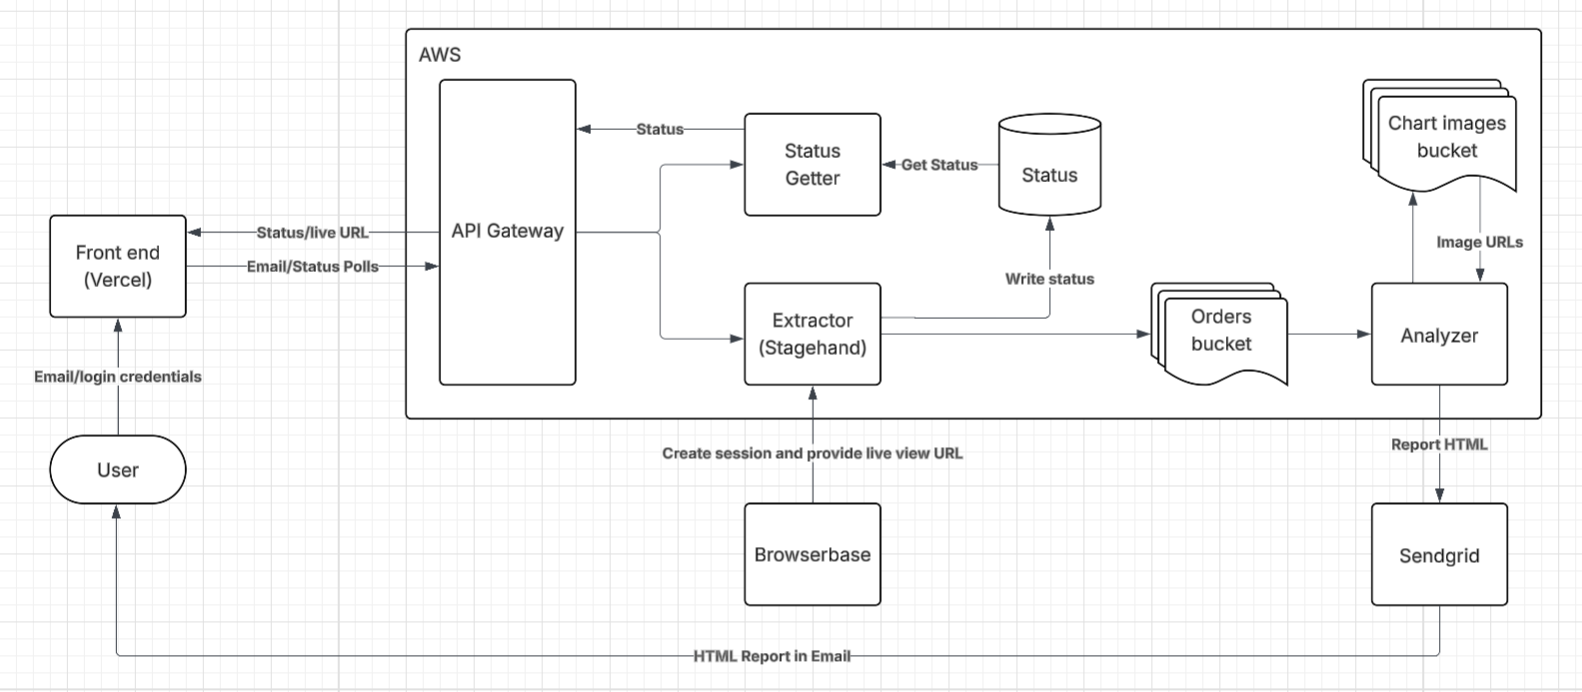 AWS
Chart images
bucket
Status
Status
Getter
Get Status
Status
API Gateway
Front end
(Vercel)
Status/live URL
Email/Status Polls
Image URLs
Write status
Extractor
(Stagehand)
Orders
bucket
Analyzer
Email/login credentials
User
Create session and provide live view URL
Report HTML
Browserbase
Sendgrid
HTML Report in Email